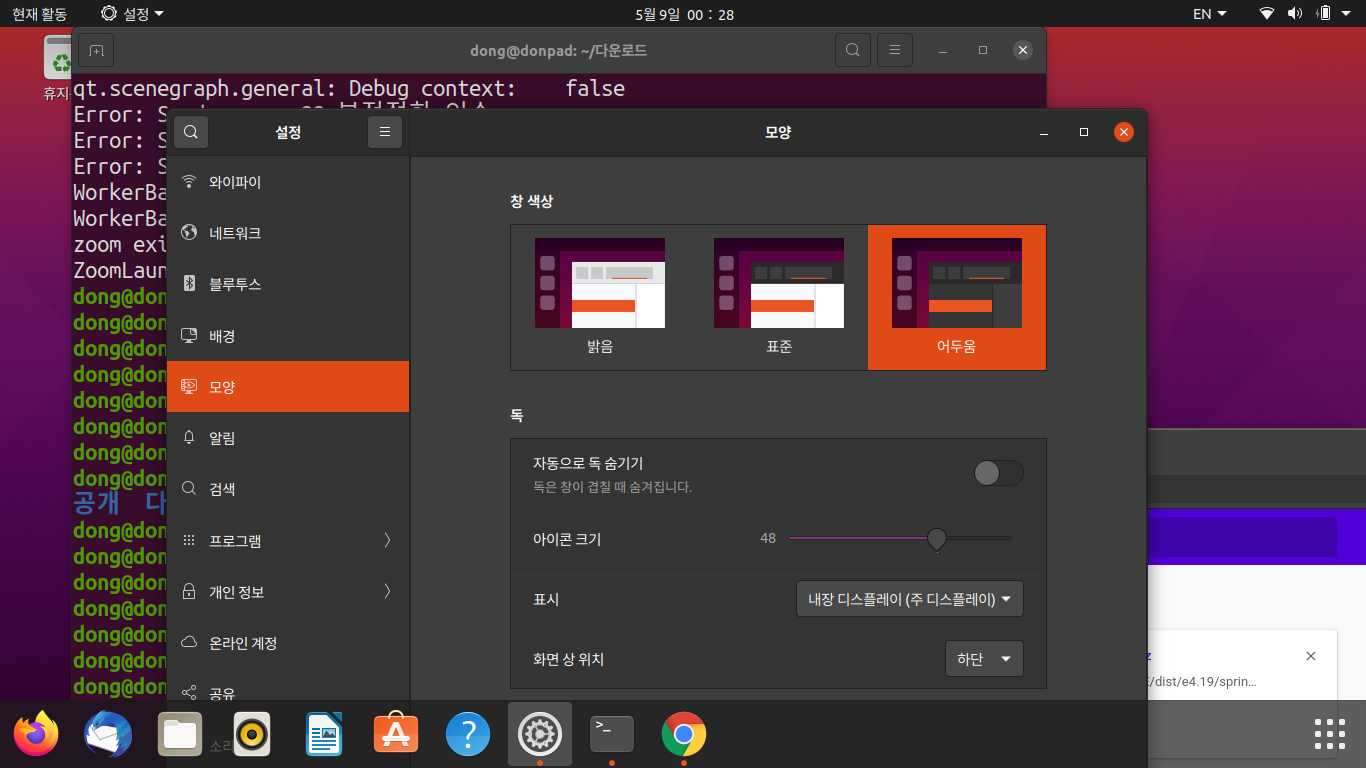 현재 활동
설정
5월 9일 00 : 28
EN
dong@donpad: ~/다운로드
qt.scenegraph.general: Debug context: false
Error: S
Error: S
Error: S
WorkerBa
WorkerBa
zoom exi
ZoomLaun
dong@don
dong@don
dong@don
dong@don
dong@don
dong@don
dong@don
dong@don
공개 다
dong@don
dong@don
dong@don
dong@don
dong@don
dong@don
dong@don
설정
와이파이
네트워크
블루투스
배경
모양
알림
검색
프로그램
개인 정보
온라인 계정
공유
소리
모양
창 색상
밝음
표준
어두움
독
자동으로 독 숨기기
독은 창이 겹칠 때 숨겨집니다.
아이콘 크기
48
표시
내장 디스플레이 (주 디스플레이)
화면 상 위치
하단
z
E/dist/e4.19/sprin...